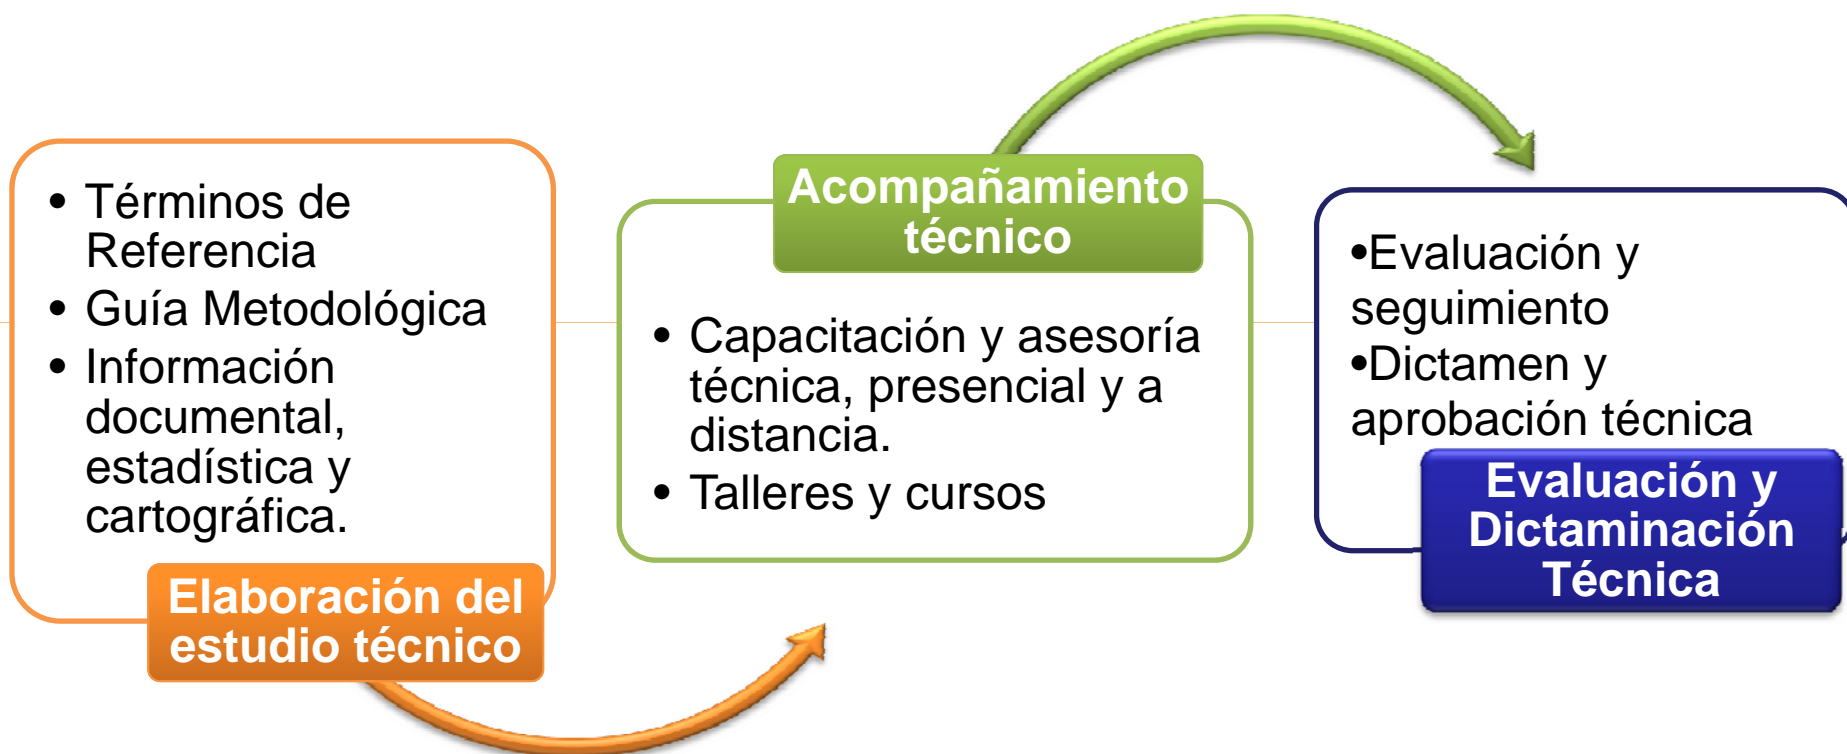 • Términos de
Referencia
• Guía Metodológica
• Información
documental,
estadística y
cartográfica.
Elaboración del
estudio técnico
Acompañamiento
técnico
• Capacitación y asesoría
técnica, presencial y a
distancia.
• Talleres y cursos
•Evaluación y
seguimiento
•Dictamen y
aprobación técnica
Evaluación y
Dictaminación
Técnica